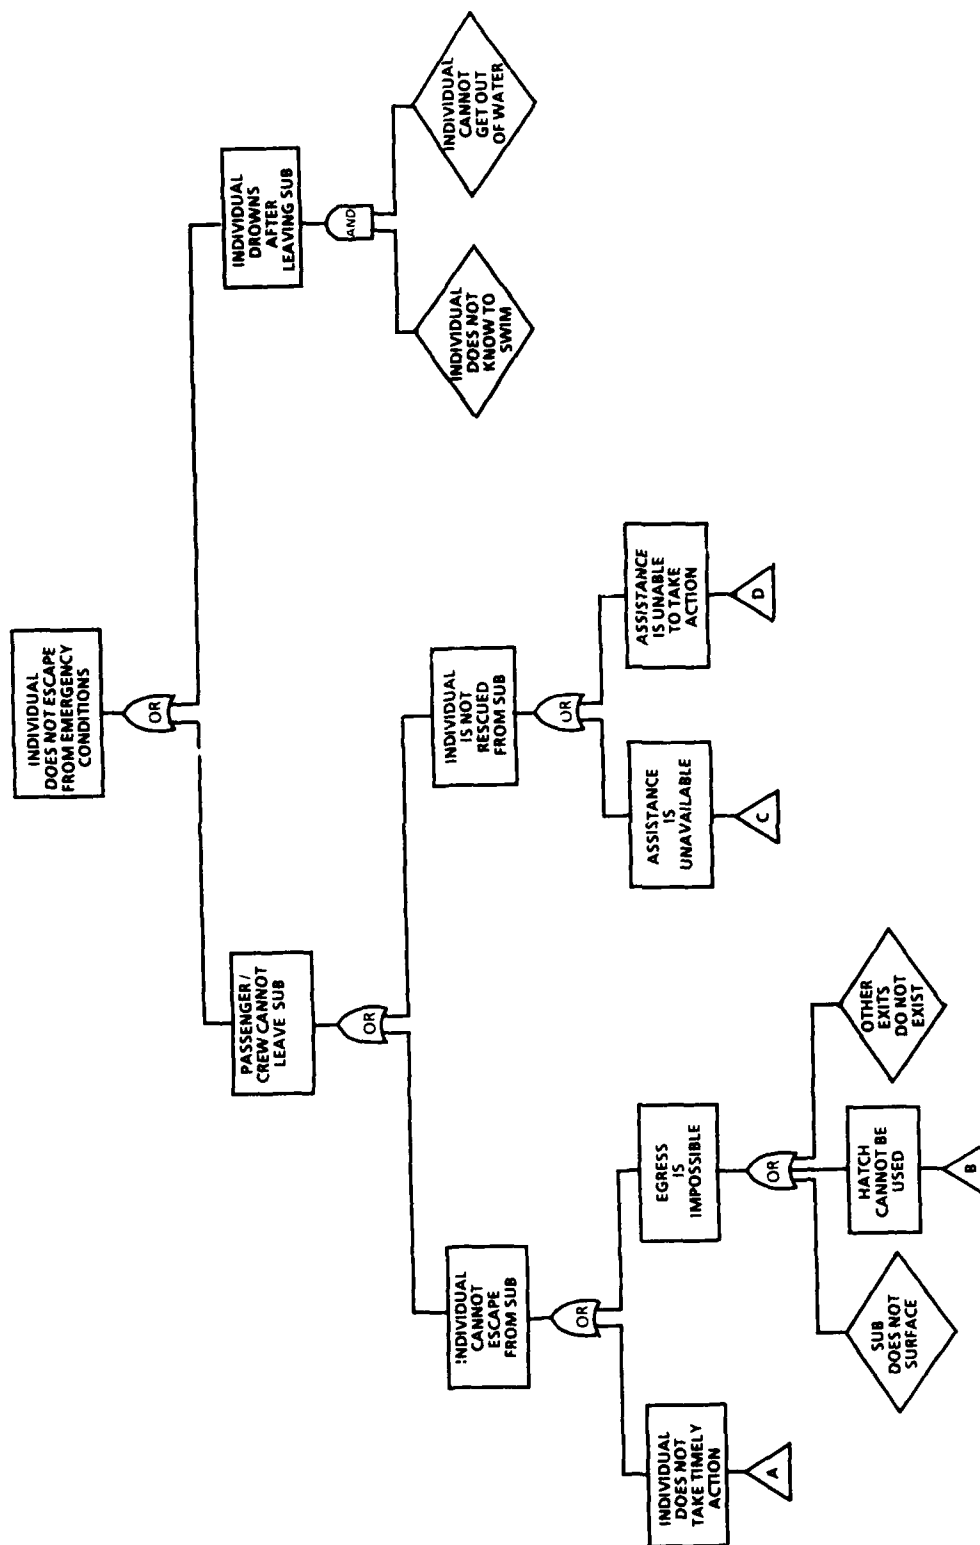 INDIVIDUAL
DOES NOT ESCAPE
FROM EMERGENCY
CONDITIONS
OR
PASSENGER/
CREW CANNOT
LEAVE SUB
INDIVIDUAL
DROWNS
AFTER
LEAVING SUB
OR
AND
INDIVIDUAL
CANNOT
ESCAPE
FROM SUB
INDIVIDUAL
IS NOT
RESCUED
FROM SUB
INDIVIDUAL
DOES NOT
KNOW TO
SWIM
INDIVIDUAL
CANNOT
GET OUT
OF WATER
OR
OR
INDIVIDUAL
DOES NOT
TAKE TIMELY
ACTION
EGRESS
IS
IMPOSSIBLE
ASSISTANCE
IS
UNAVAILABLE
ASSISTANCE
IS UNABLE
TO TAKE
ACTION
A
OR
C
D
SUB
DOES NOT
SURFACE
HATCH
CANNOT BE
USED
OTHER
EXITS
DO NOT
EXIST
B